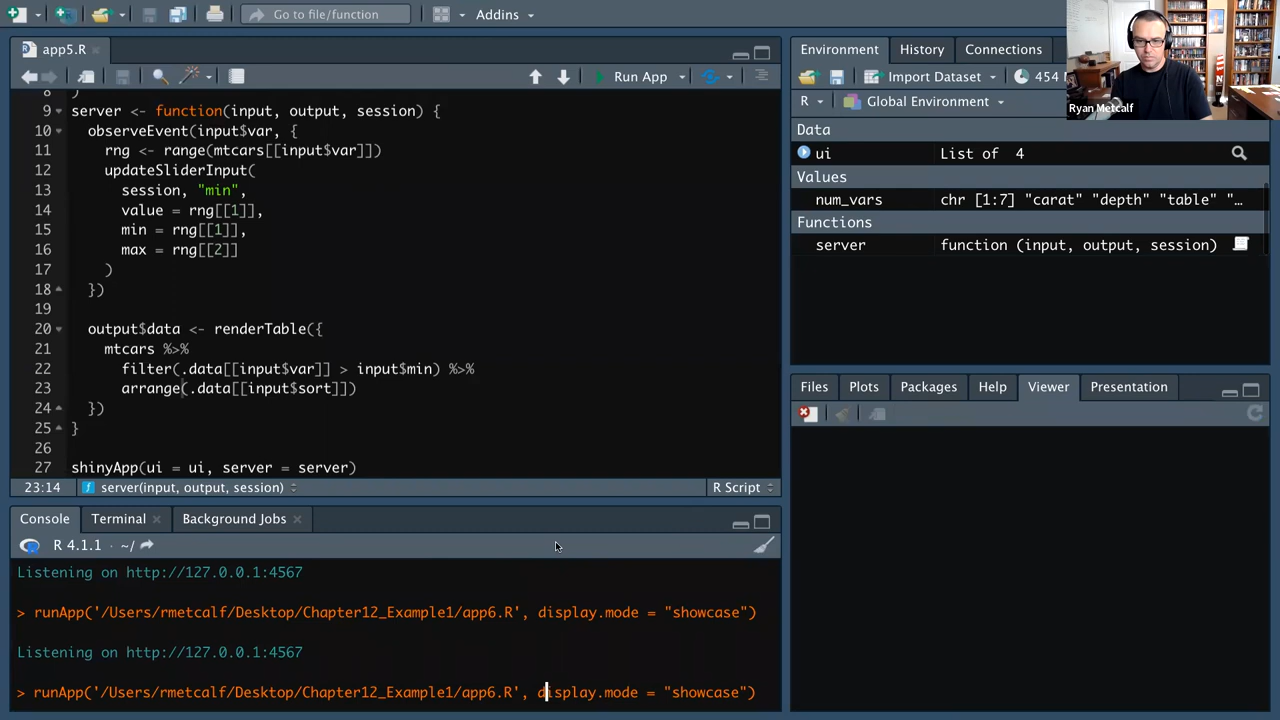 Go to file/function
Addins
app5.R
Run App
8 )
9 server <- function(input, output, session) {
10 observeEvent(input$var, {
11 rng <- range(mtcars[[input$var]])
12 updateSliderInput(
13 session, "min",
14 value = rng[[1]],
15 min = rng[[1]],
16 max = rng[[2]]
17 )
18 })
19
20 output$data <- renderTable({
21 mtcars %>%
22 filter(.data[[input$var]] > input$min) %>%
23 arrange(.data[[input$sort]])
24 })
25 }
26
27 shinyApp(ui = ui, server = server)
23:14 server(input, output, session) R Script
Console Terminal Background Jobs
R 4.1.1 · ~/
Listening on http://127.0.0.1:4567
> runApp('/Users/rmetcalf/Desktop/Chapter12_Example1/app6.R', display.mode = "showcase")
Listening on http://127.0.0.1:4567
> runApp('/Users/rmetcalf/Desktop/Chapter12_Example1/app6.R', display.mode = "showcase")
Environment History Connections
Import Dataset 454 M
R Global Environment
Data
ui List of 4
Values
num_vars chr [1:7] "carat" "depth" "table" "…
Functions
server function (input, output, session)
Files Plots Packages Help Viewer Presentation
Ryan Metcalf